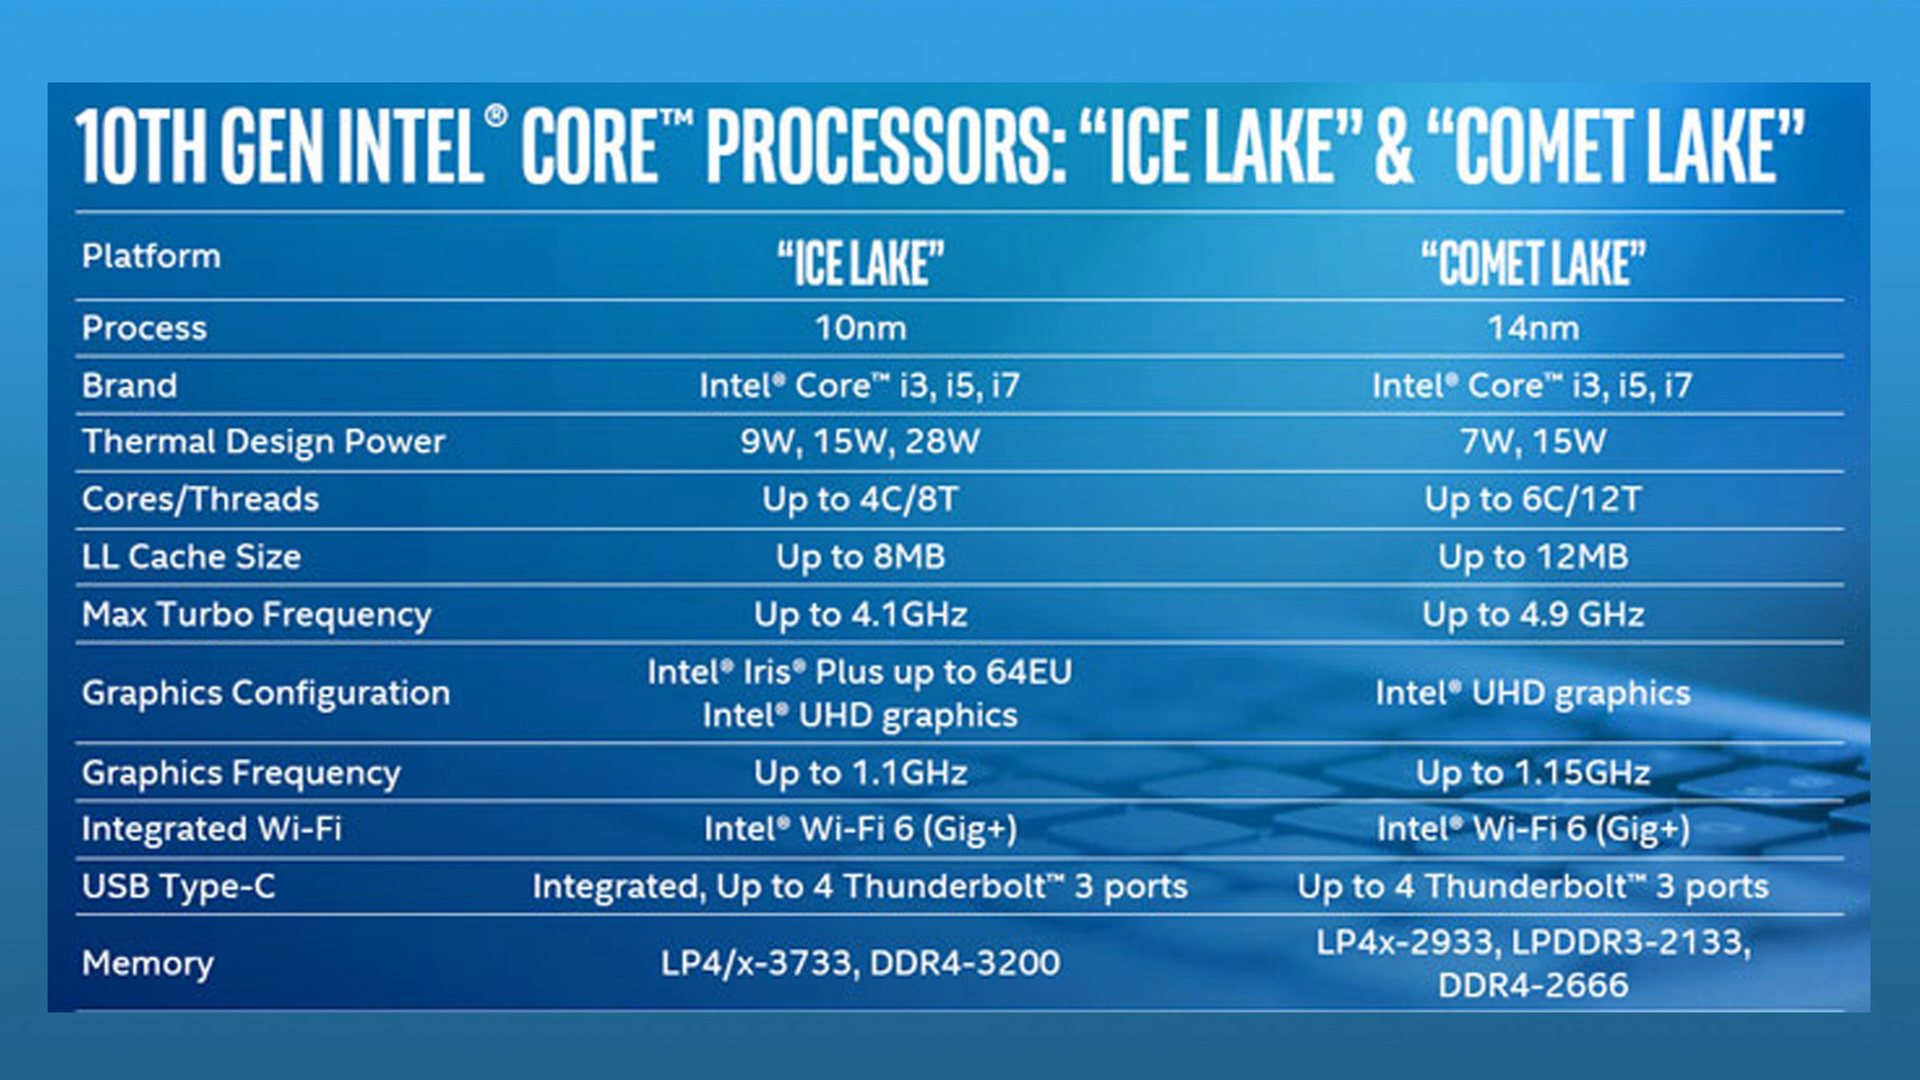 10TH GEN INTEL® CORE™ PROCESSORS: “ICE LAKE” & “COMET LAKE”
Platform “ICE LAKE” “COMET LAKE”
Process 10nm 14nm
Brand Intel® Core™ i3, i5, i7 Intel® Core™ i3, i5, i7
Thermal Design Power 9W, 15W, 28W 7W, 15W
Cores/Threads Up to 4C/8T Up to 6C/12T
LL Cache Size Up to 8MB Up to 12MB
Max Turbo Frequency Up to 4.1GHz Up to 4.9 GHz
Graphics Configuration Intel® Iris® Plus up to 64EU
Intel® UHD graphics Intel® UHD graphics
Graphics Frequency Up to 1.1GHz Up to 1.15GHz
Integrated Wi-Fi Intel® Wi-Fi 6 (Gig+) Intel® Wi-Fi 6 (Gig+)
USB Type-C Integrated, Up to 4 Thunderbolt™ 3 ports Up to 4 Thunderbolt™ 3 ports
Memory LP4/x-3733, DDR4-3200 LP4x-2933, LPDDR3-2133,
DDR4-2666